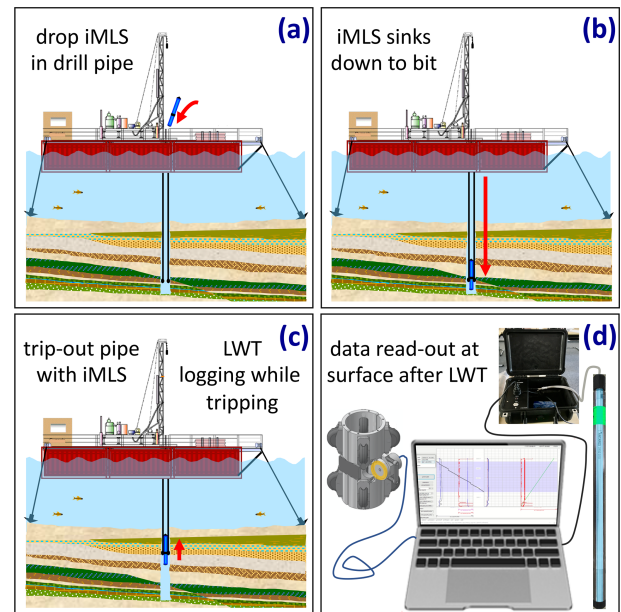 (a)
drop iMLS
in drill pipe
(b)
iMLS sinks
down to bit
(c)
trip-out pipe
with iMLS
LWT
logging while
tripping
(d)
data read-out at
surface after LWT